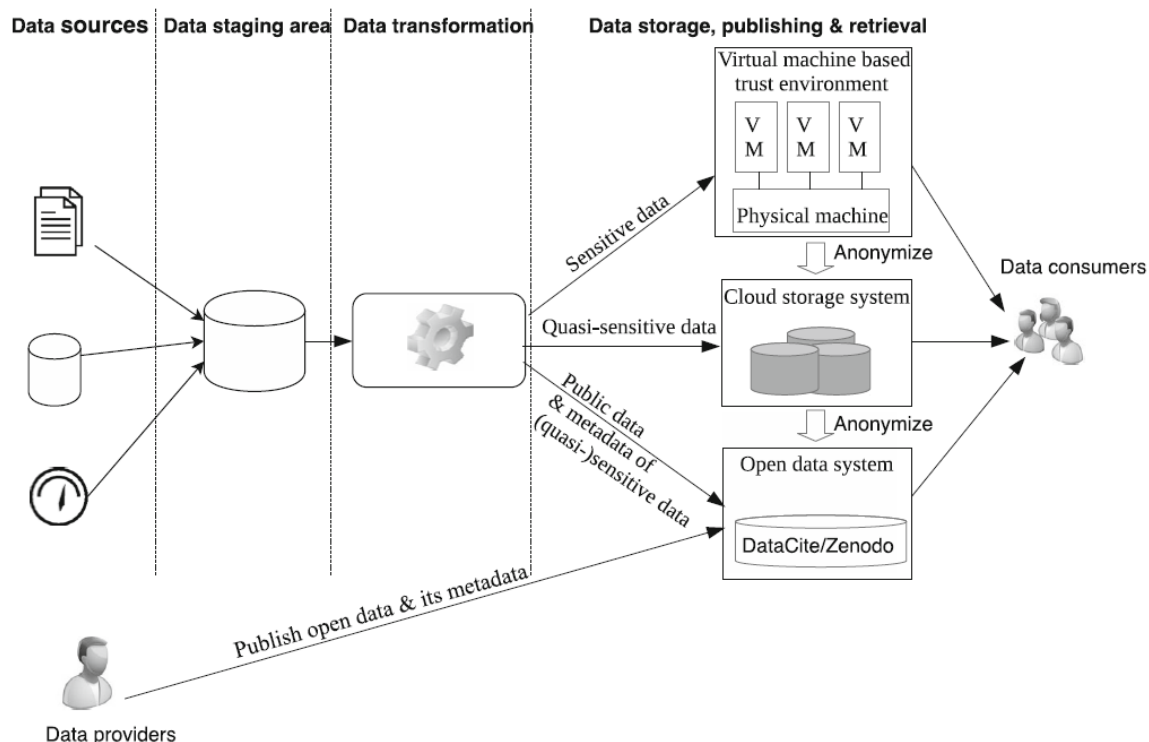 Data sources
Data staging area
Data transformation
Data storage, publishing & retrieval
Virtual machine based
trust environment
V
M
V
M
V
M
Physical machine
Sensitive data
Anonymize
Data consumers
Cloud storage system
Quasi-sensitive data
Public data
& metadata of
(quasi-)sensitive data
Anonymize
Open data system
DataCite/Zenodo
Publish open data & its metadata
Data providers